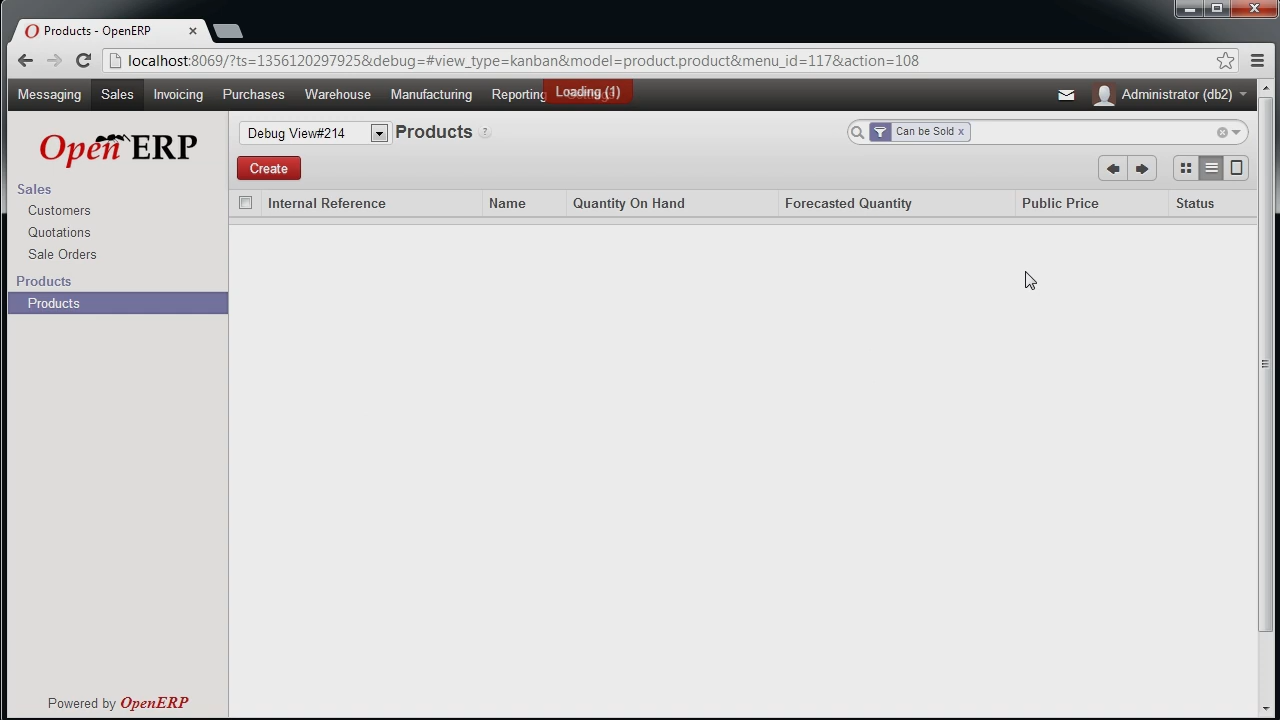 Products - OpenERP
localhost:8069/?ts=1356120297925&debug=#view_type=kanban&model=product.product&menu_id=117&action=108
Messaging Sales Invoicing Purchases Warehouse Manufacturing Reporting Loading (1) Administrator (db2)
OpenERP
Debug View#214 Products ? Can be Sold x
Create
Sales
Customers
Quotations
Sale Orders
Products
Products
Internal Reference Name Quantity On Hand Forecasted Quantity Public Price Status
Powered by OpenERP